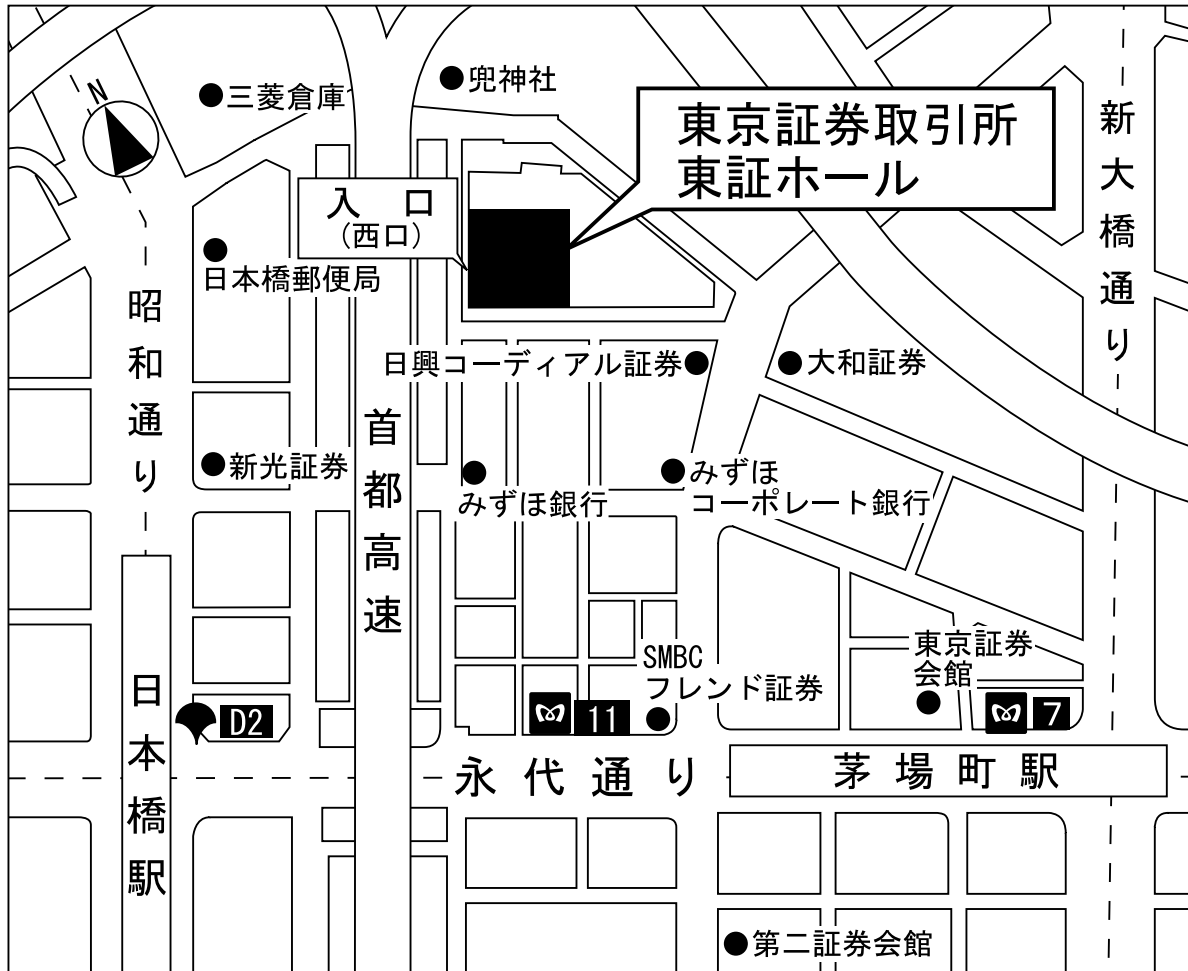 N
三菱倉庫
兜神社
東京証券取引所
東証ホール
新大橋通り
入口
(西口)
日本橋郵便局
昭和通り
日興コーディアル証券
大和証券
首都高速
新光証券
みずほ銀行
みずほ
コーポレート銀行
東京証券
会館
SMBC
フレンド証券
日本橋駅
D2
11
7
永代通り
茅場町駅
第二証券会館